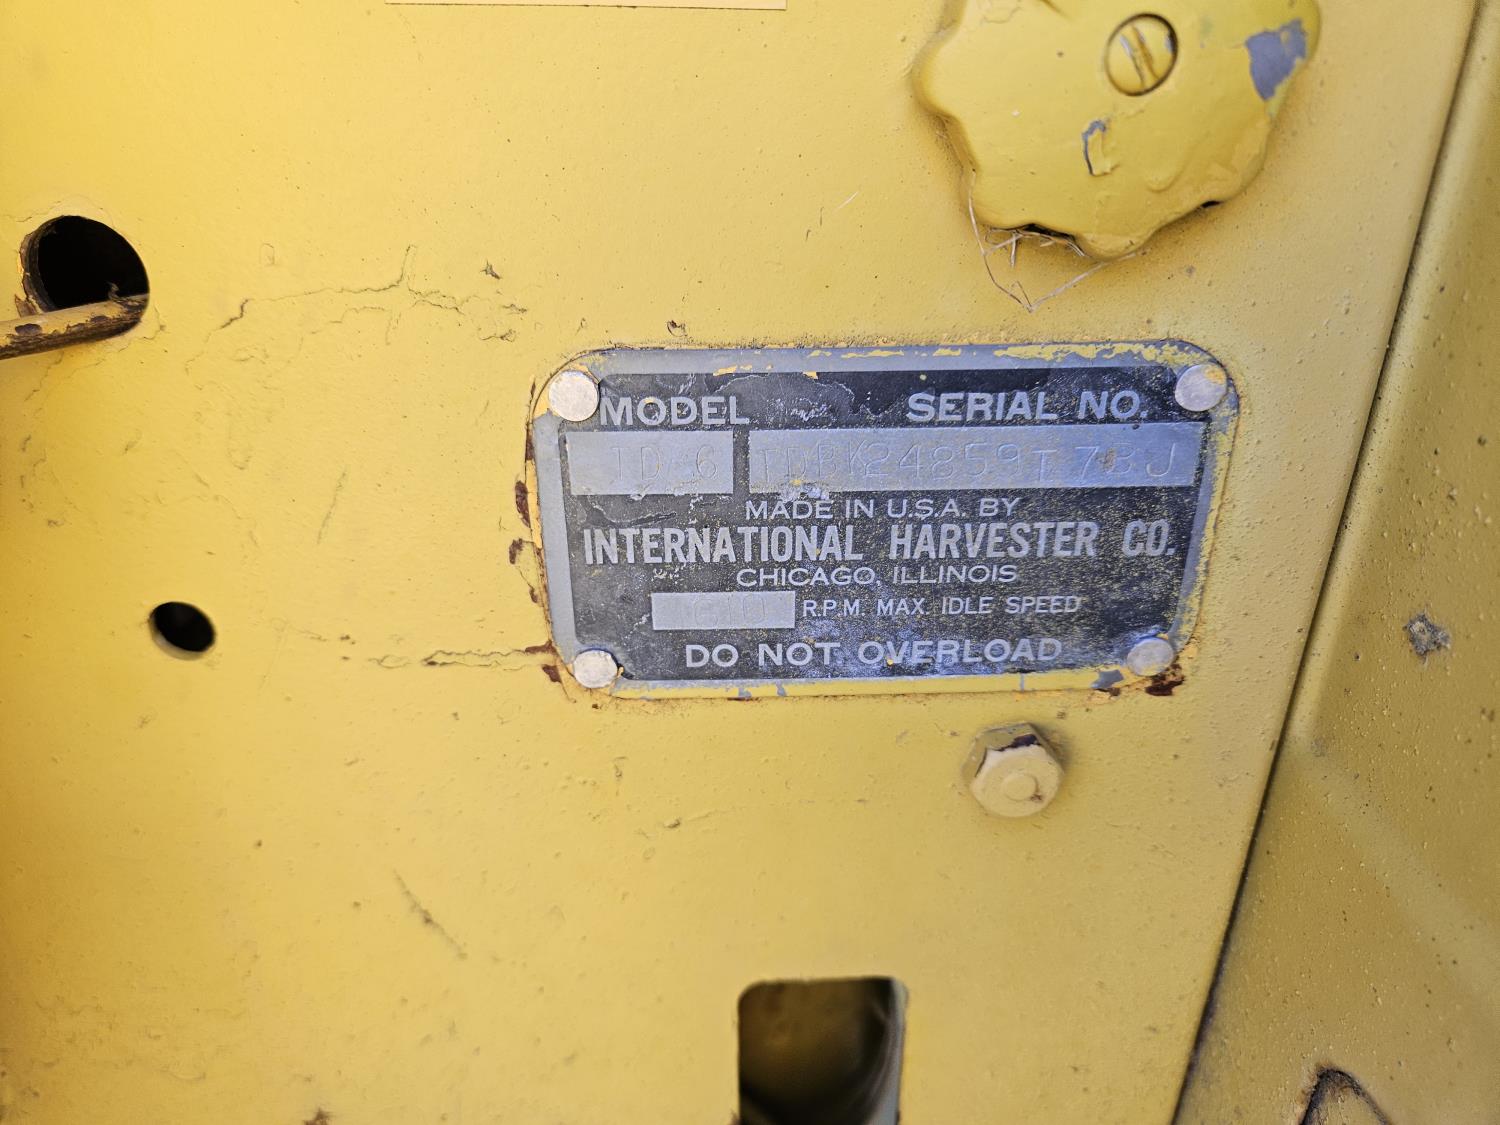 MODEL SERIAL NO.
TD 6 TDBK24859T73J
MADE IN U.S.A. BY
INTERNATIONAL HARVESTER CO.
CHICAGO, ILLINOIS
R.P.M. MAX. IDLE SPEED
DO NOT OVERLOAD